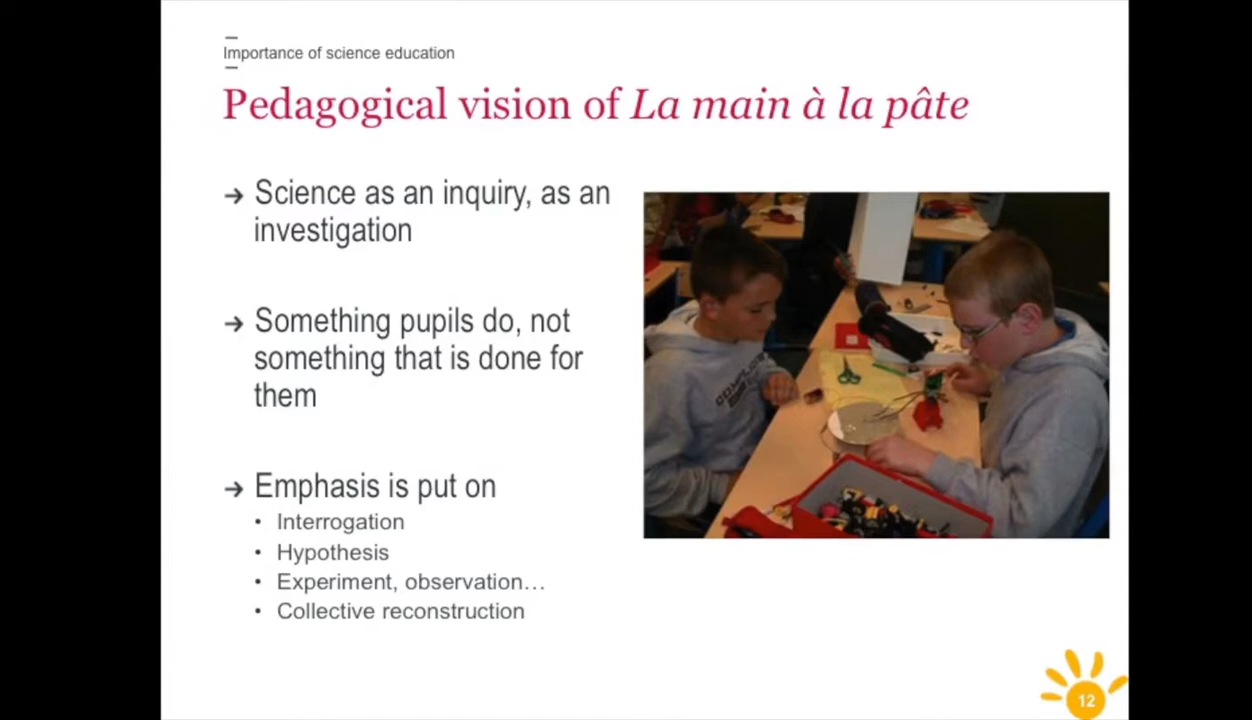 Importance of science education
Pedagogical vision of La main à la pâte
→ Science as an inquiry, as an
investigation
→ Something pupils do, not
something that is done for
them
→ Emphasis is put on
• Interrogation
• Hypothesis
• Experiment, observation…
• Collective reconstruction
12